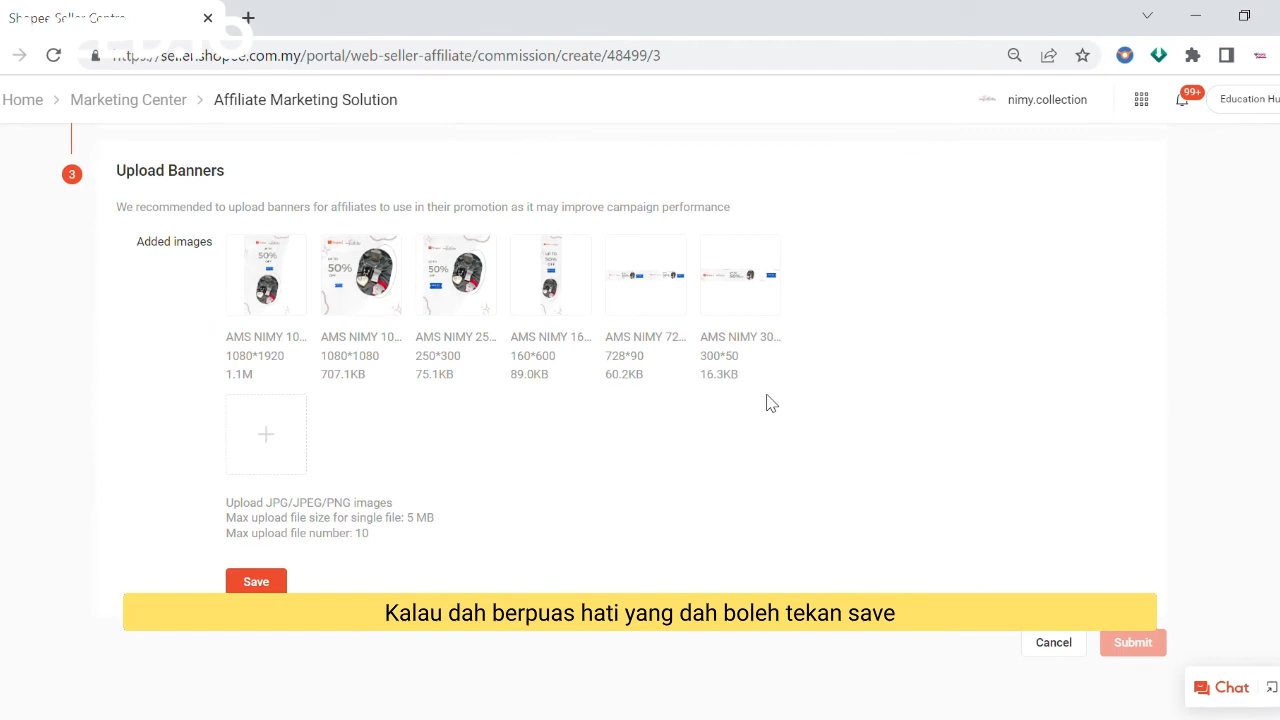 Shopee Seller Centre
https://seller.shopee.com.my/portal/web-seller-affiliate/commission/create/48499/3
Home > Marketing Center > Affiliate Marketing Solution
nimy.collection
99+
Education Hu
3
Upload Banners
We recommended to upload banners for affiliates to use in their promotion as it may improve campaign performance
Added images
50%
50%
50%
50%
AMS NIMY 10... AMS NIMY 10... AMS NIMY 25... AMS NIMY 16... AMS NIMY 72... AMS NIMY 30...
1080*1920 1080*1080 250*300 160*600 728*90 300*50
1.1M 707.1KB 75.1KB 89.0KB 60.2KB 16.3KB
Upload JPG/JPEG/PNG images
Max upload file size for single file: 5 MB
Max upload file number: 10
Save
Kalau dah berpuas hati yang dah boleh tekan save
Cancel
Submit
Chat